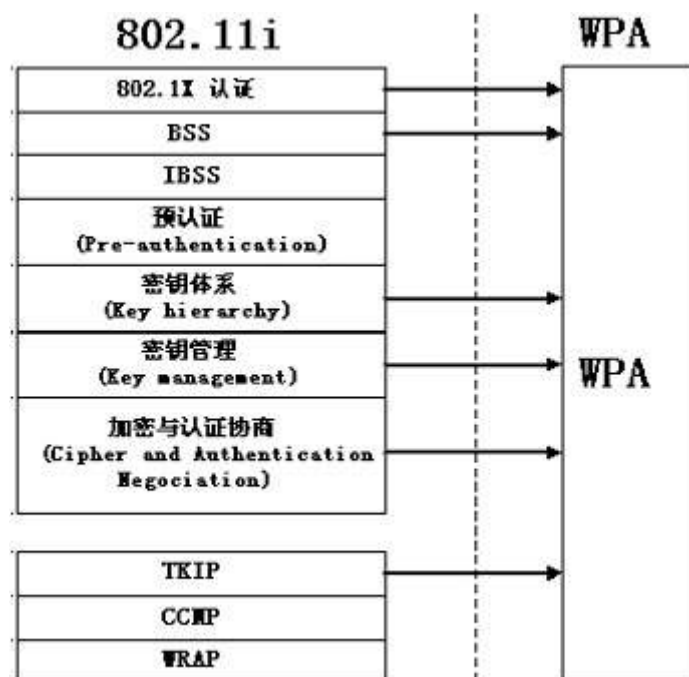 802.11i
WPA
802.1X 认证
BSS
IBSS
预认证
(Pre-authentication)
密钥体系
(Key hierarchy)
密钥管理
(Key management)
WPA
加密与认证协商
(Cipher and Authentication
Negociation)
TKIP
CCMP
WRAP